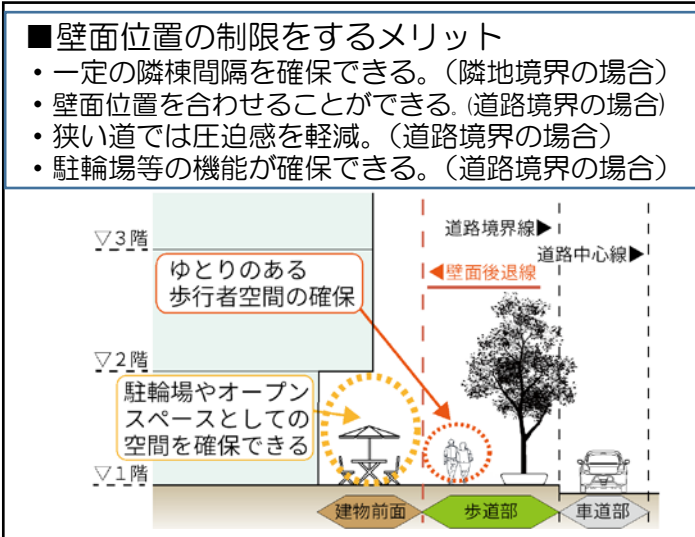 ■壁面位置の制限をするメリット
・一定の隣棟間隔を確保できる。（隣地境界の場合）
・壁面位置を合わせることができる。(道路境界の場合)
・狭い道では圧迫感を軽減。（道路境界の場合）
・駐輪場等の機能が確保できる。（道路境界の場合）
▽3階
道路境界線▶
道路中心線▶
◀壁面後退線
ゆとりのある
歩行者空間の確保
▽2階
駐輪場やオープン
スペースとしての
空間を確保できる
▽1階
建物前面
歩道部
車道部